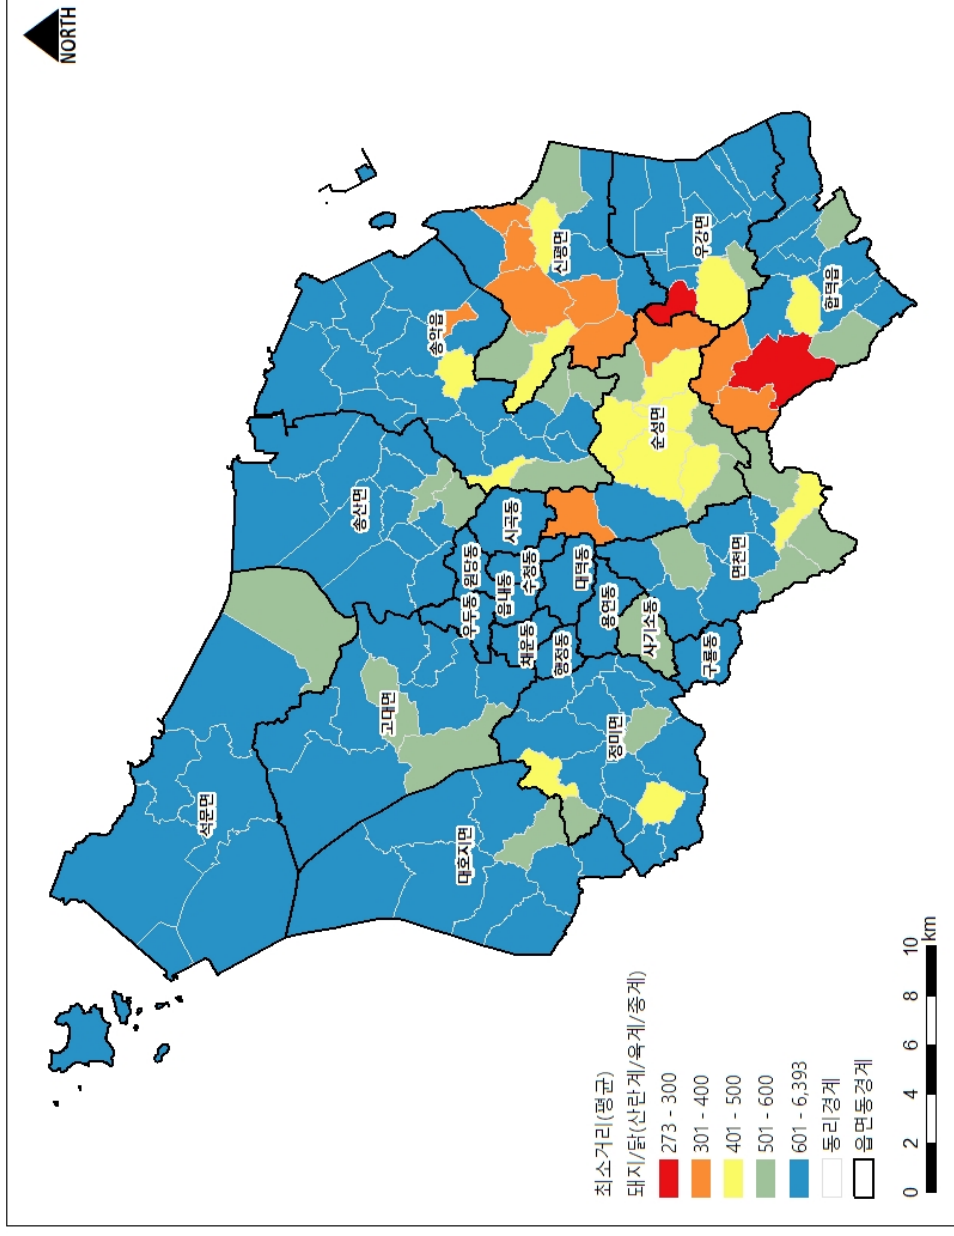 NORTH
석문면
고대면
대호지면
정미면
송산면
송악읍
신평면
우강면
합덕읍
순성면
면천면
시곡동
원당동
수청동
읍내동
우두동
채운동
행정동
대덕동
용연동
사기소동
구룡동
최소거리(평균)
돼지/닭(산란계/육계/종계)
273 - 300
301 - 400
401 - 500
501 - 600
601 - 6,393
동리경계
읍면동경계
0 2 4 6 8 10
km